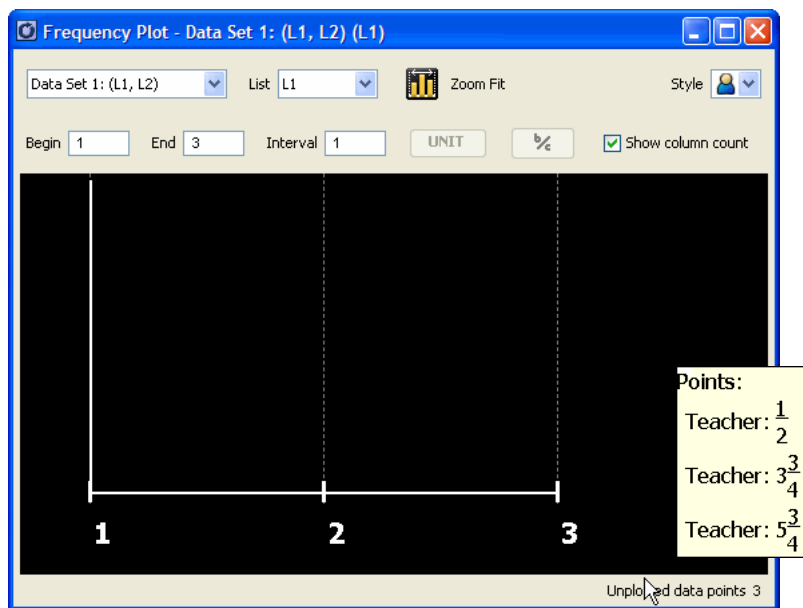 Frequency Plot - Data Set 1: (L1, L2) (L1)
Data Set 1: (L1, L2) List L1 Zoom Fit Style
Begin 1 End 3 Interval 1 UNIT b/c Show column count
Points:
Teacher: 1/2
Teacher: 3 3/4
Teacher: 5 3/4
1 2 3
data points 3